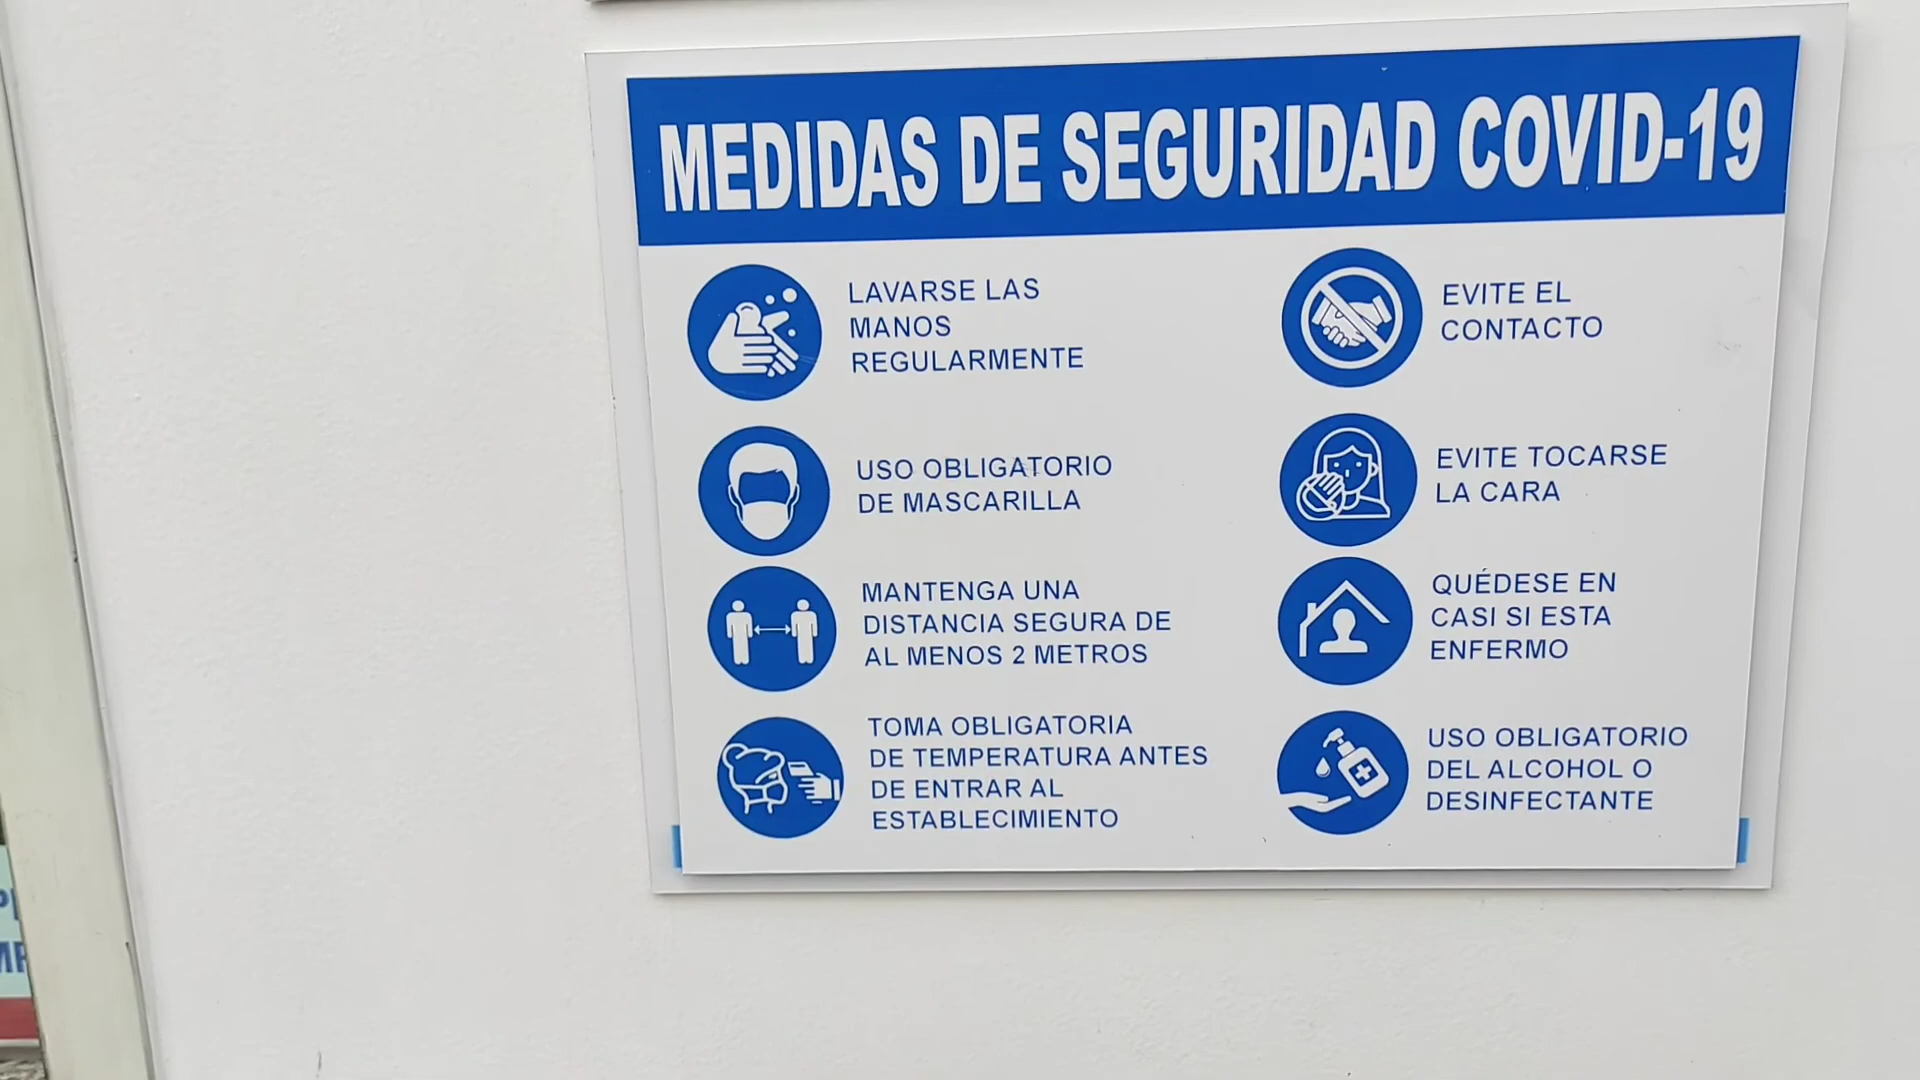 MEDIDAS DE SEGURIDAD COVID-19
LAVARSE LAS
MANOS
REGULARMENTE
USO OBLIGATORIO
DE MASCARILLA
MANTENGA UNA
DISTANCIA SEGURA DE
AL MENOS 2 METROS
TOMA OBLIGATORIA
DE TEMPERATURA ANTES
DE ENTRAR AL
ESTABLECIMIENTO
EVITE EL
CONTACTO
EVITE TOCARSE
LA CARA
QUÉDESE EN
CASI SI ESTA
ENFERMO
USO OBLIGATORIO
DEL ALCOHOL O
DESINFECTANTE